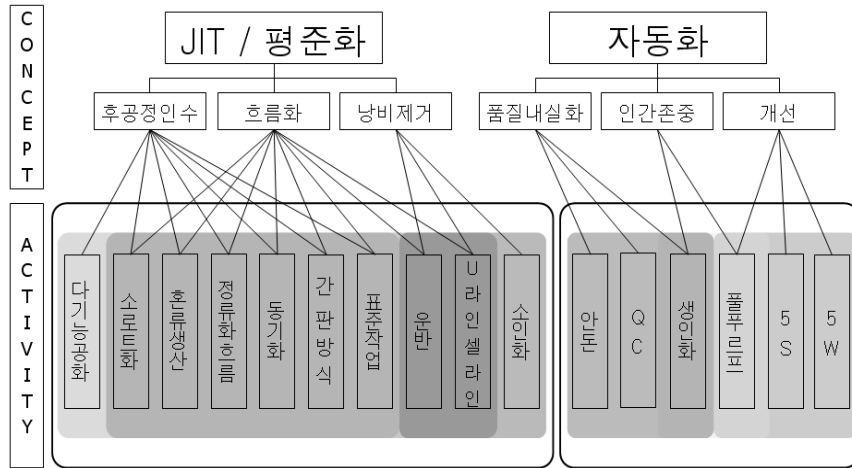 CONCEPT
JIT / 평준화
자동화
후공정인수
흐름화
낭비제거
품질내실화
인간존중
개선
ACTIVITY
다기능공화
소로트화
혼류생산
정류화흐름
동기화
간판방식
표준작업
운반
U라인셀라인
소인화
안돈
QC
생인화
풀푸르프
5S
5W